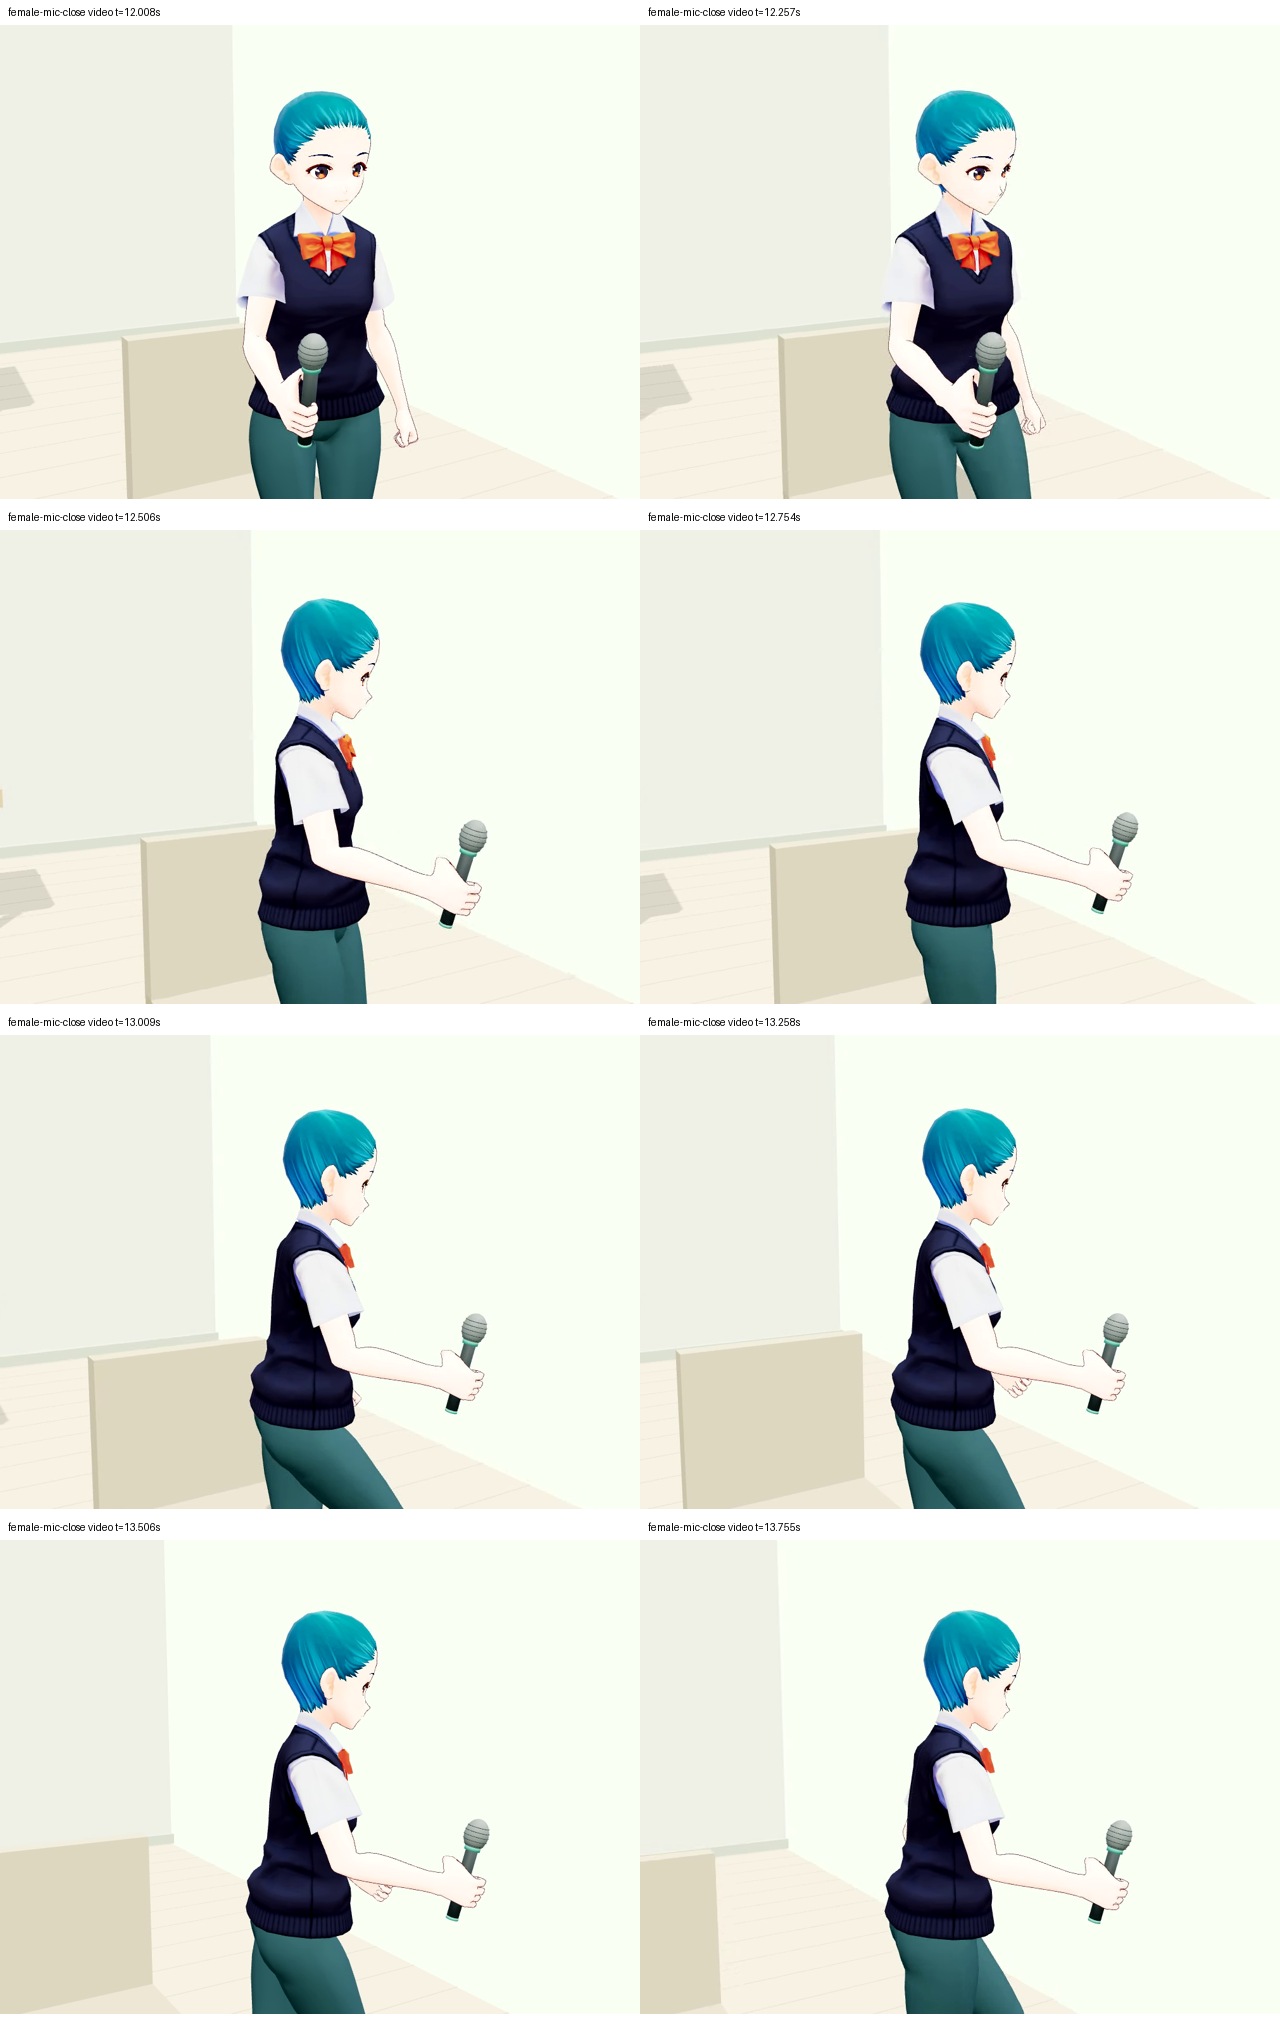 female-mic-close video t=12.008s
female-mic-close video t=12.257s
female-mic-close video t=12.506s
female-mic-close video t=12.754s
female-mic-close video t=13.009s
female-mic-close video t=13.258s
female-mic-close video t=13.506s
female-mic-close video t=13.755s